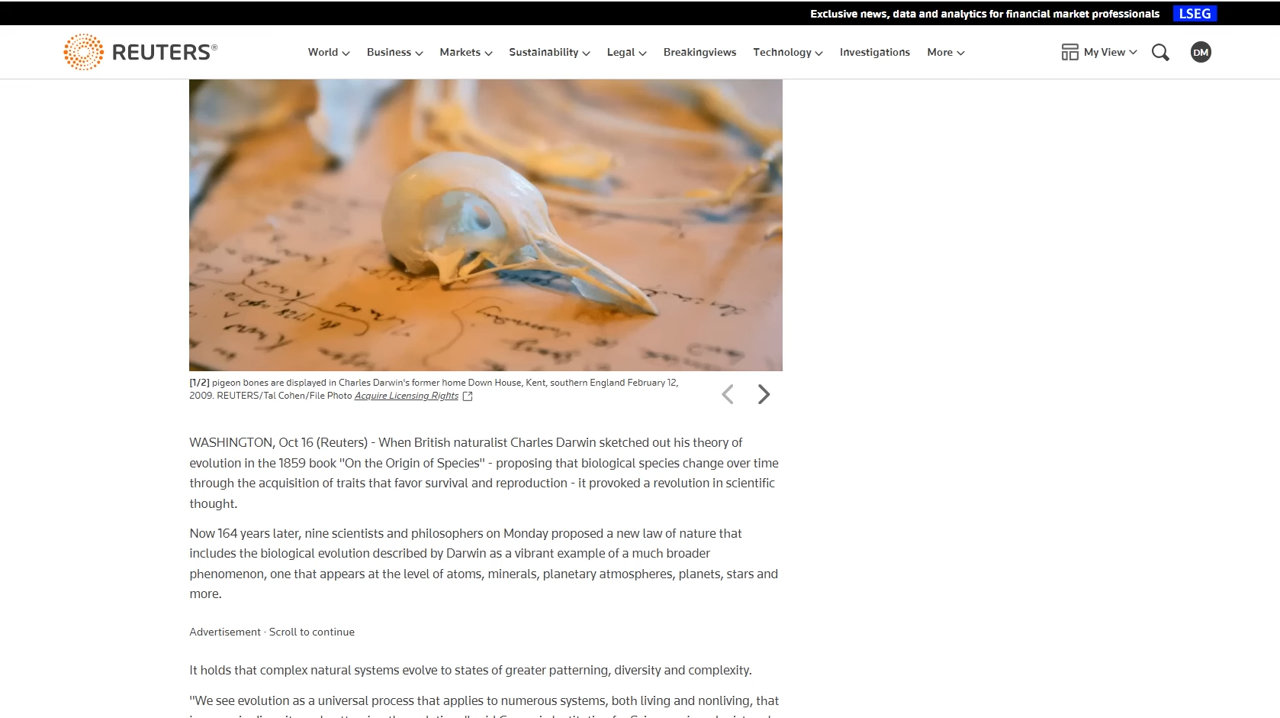 Exclusive news, data and analytics for financial market professionals LSEG
REUTERS®
World Business Markets Sustainability Legal Breakingviews Technology Investigations More My View DM
[1/2] pigeon bones are displayed in Charles Darwin's former home Down House, Kent, southern England February 12,
2009. REUTERS/Tal Cohen/File Photo Acquire Licensing Rights
WASHINGTON, Oct 16 (Reuters) - When British naturalist Charles Darwin sketched out his theory of
evolution in the 1859 book "On the Origin of Species" - proposing that biological species change over time
through the acquisition of traits that favor survival and reproduction - it provoked a revolution in scientific
thought.
Now 164 years later, nine scientists and philosophers on Monday proposed a new law of nature that
includes the biological evolution described by Darwin as a vibrant example of a much broader
phenomenon, one that appears at the level of atoms, minerals, planetary atmospheres, planets, stars and
more.
Advertisement · Scroll to continue
It holds that complex natural systems evolve to states of greater patterning, diversity and complexity.
"We see evolution as a universal process that applies to numerous systems, both living and nonliving, that